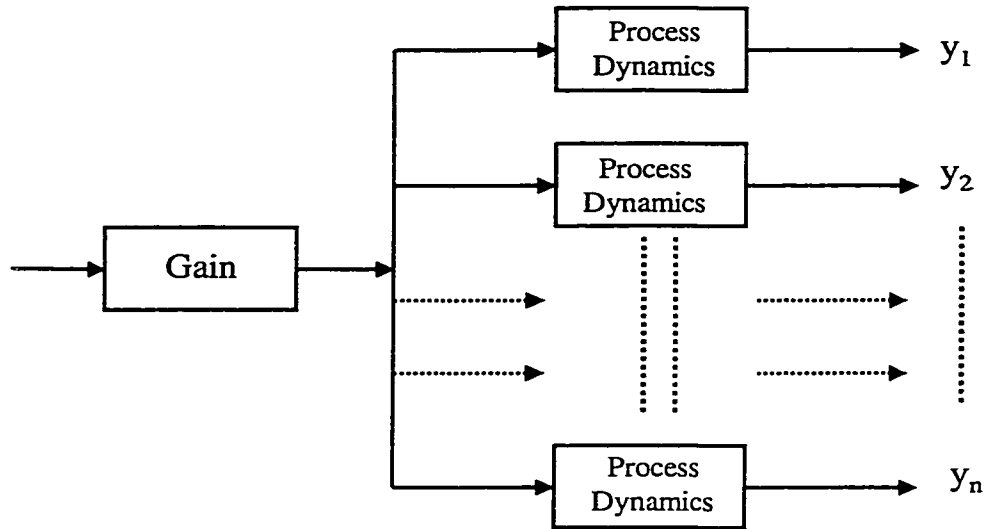 Process
Dynamics
y₁
Process
Dynamics
y₂
Gain
Process
Dynamics
yₙ